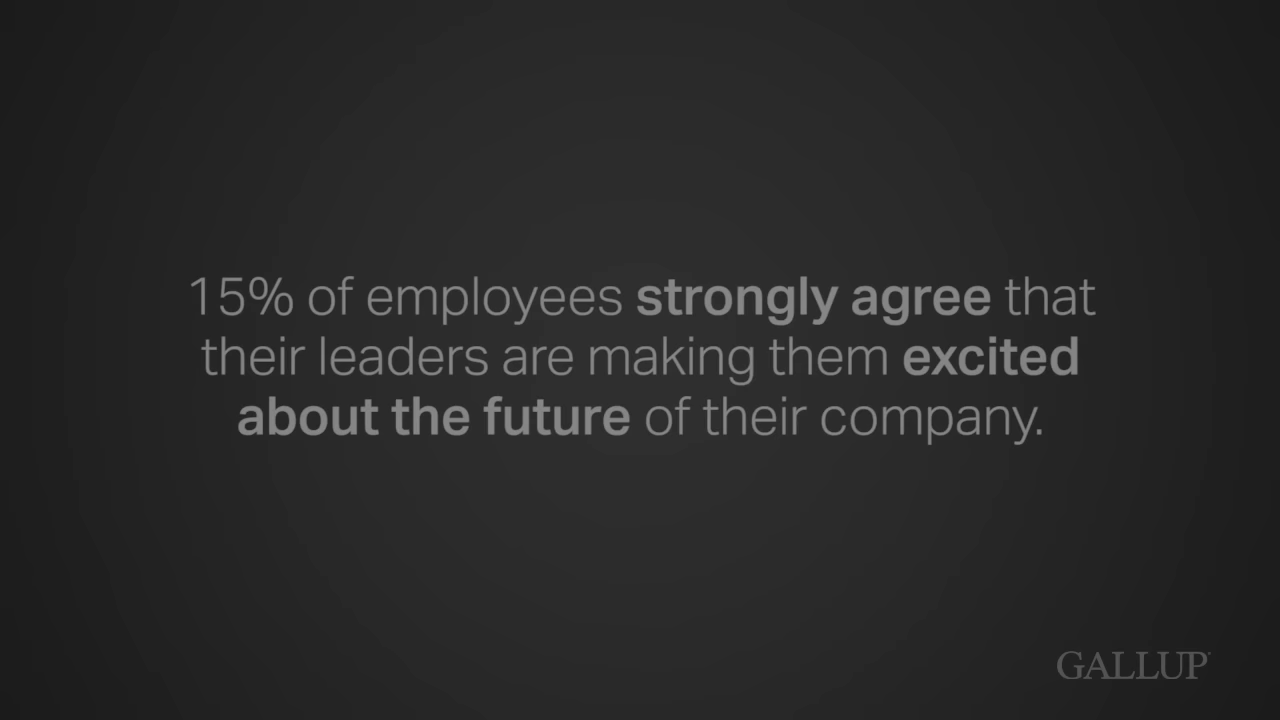 15% of employees strongly agree that
their leaders are making them excited
about the future of their company.
GALLUP